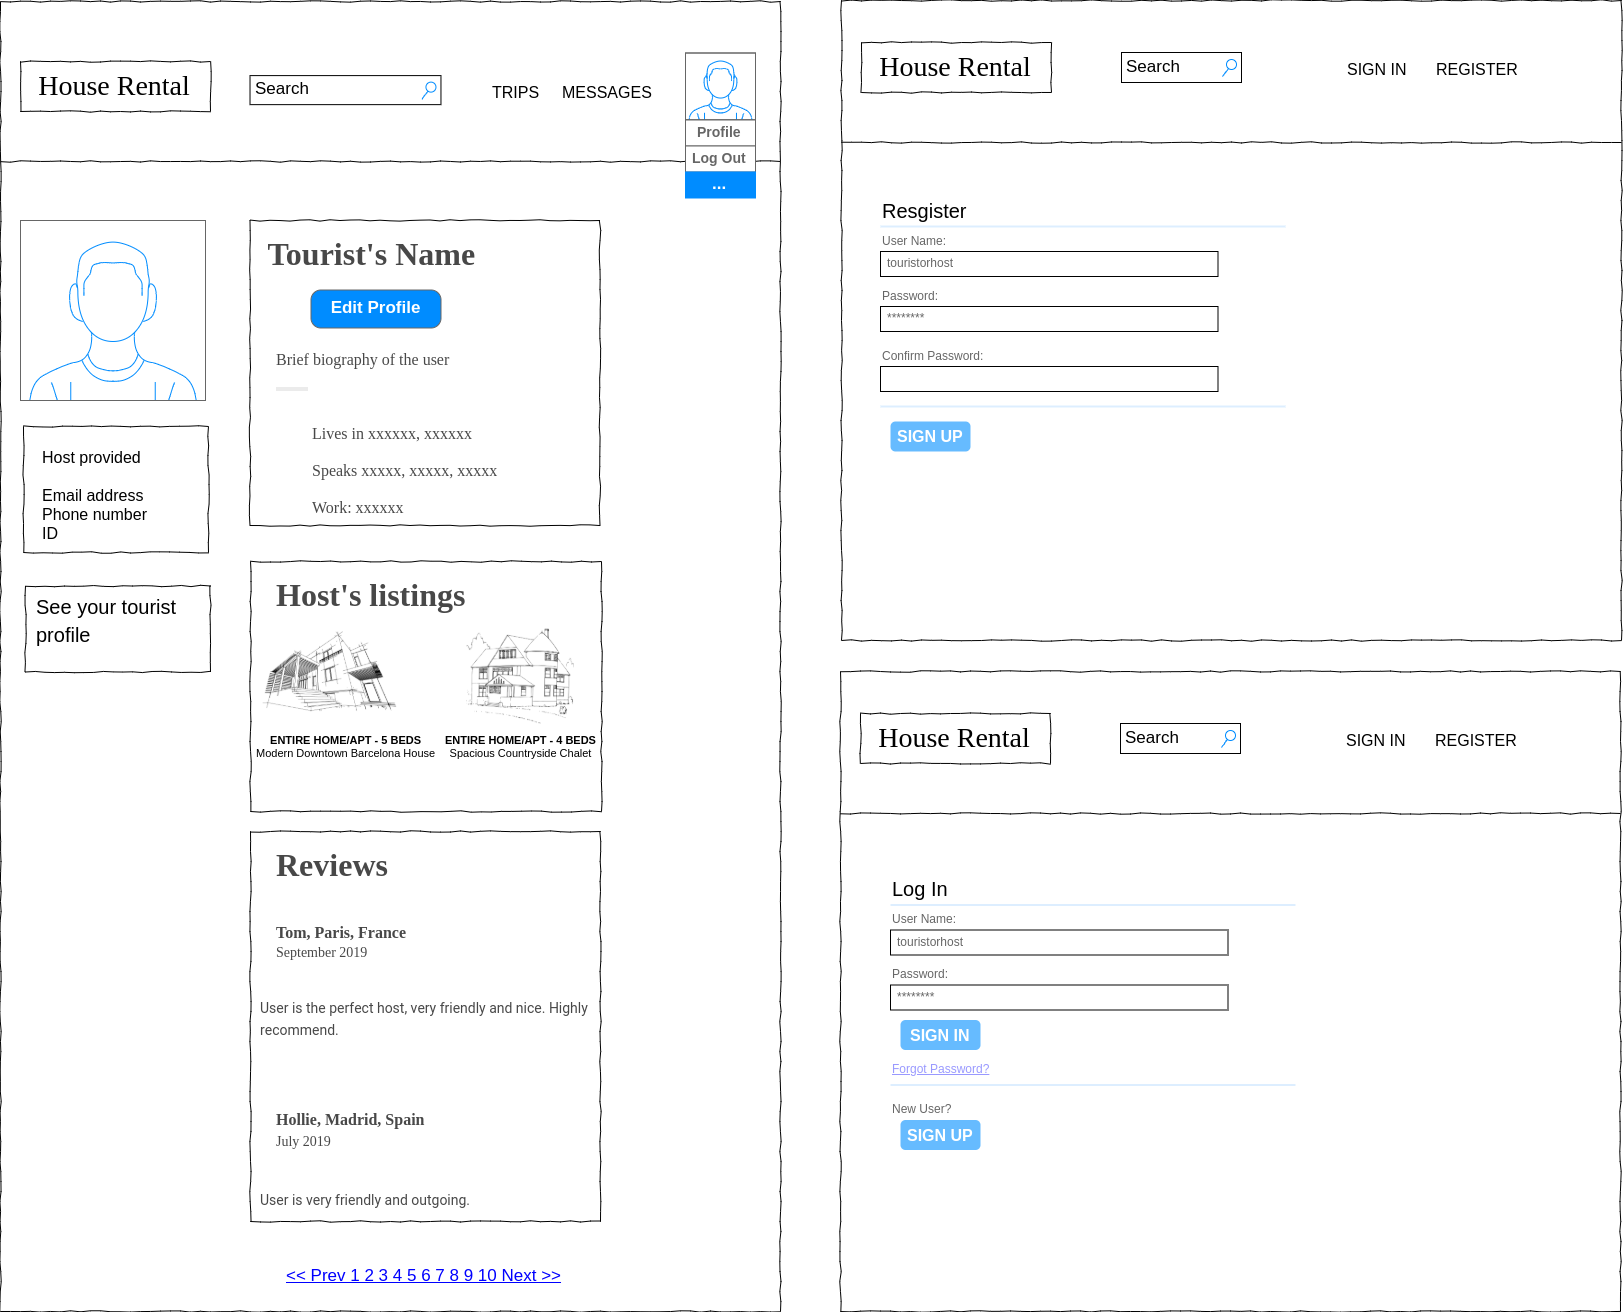 House Rental
Search
TRIPS
MESSAGES
Profile
Log Out
...
Tourist's Name
Edit Profile
Brief biography of the user
Lives in xxxxxx, xxxxxx
Speaks xxxxx, xxxxx, xxxxx
Work: xxxxxx
Host provided
Email address
Phone number
ID
See your tourist
profile
Host's listings
ENTIRE HOME/APT - 5 BEDS
Modern Downtown Barcelona House
ENTIRE HOME/APT - 4 BEDS
Spacious Countryside Chalet
Reviews
Tom, Paris, France
September 2019
User is the perfect host, very friendly and nice. Highly
recommend.
Hollie, Madrid, Spain
July 2019
User is very friendly and outgoing.
<< Prev 1 2 3 4 5 6 7 8 9 10 Next >>
House Rental
Search
SIGN IN
REGISTER
Resgister
User Name:
touristorhost
Password:
********
Confirm Password:
SIGN UP
House Rental
Search
SIGN IN
REGISTER
Log In
User Name:
touristorhost
Password:
********
SIGN IN
Forgot Password?
New User?
SIGN UP